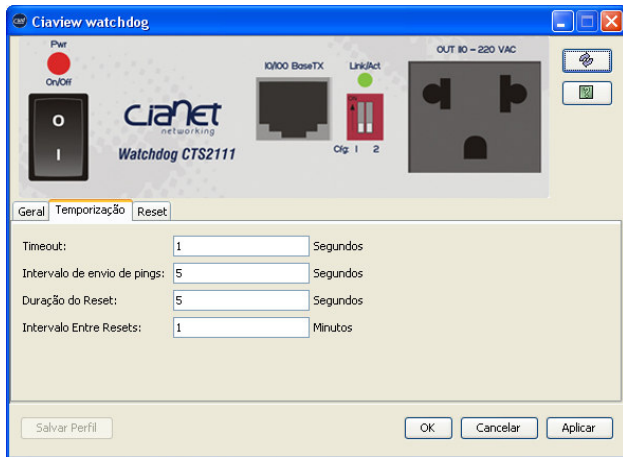 Ciaview watchdog
Pwr
On/Off
O
I
cianet
networking
Watchdog CTS2111
10/100 BaseTX
Link/Act
On
Cfg: 1 2
OUT 110 - 220 VAC
Geral Temporização Reset
Timeout: 1 Segundos
Intervalo de envio de pings: 5 Segundos
Duração do Reset: 5 Segundos
Intervalo Entre Resets: 1 Minutos
Salvar Perfil OK Cancelar Aplicar